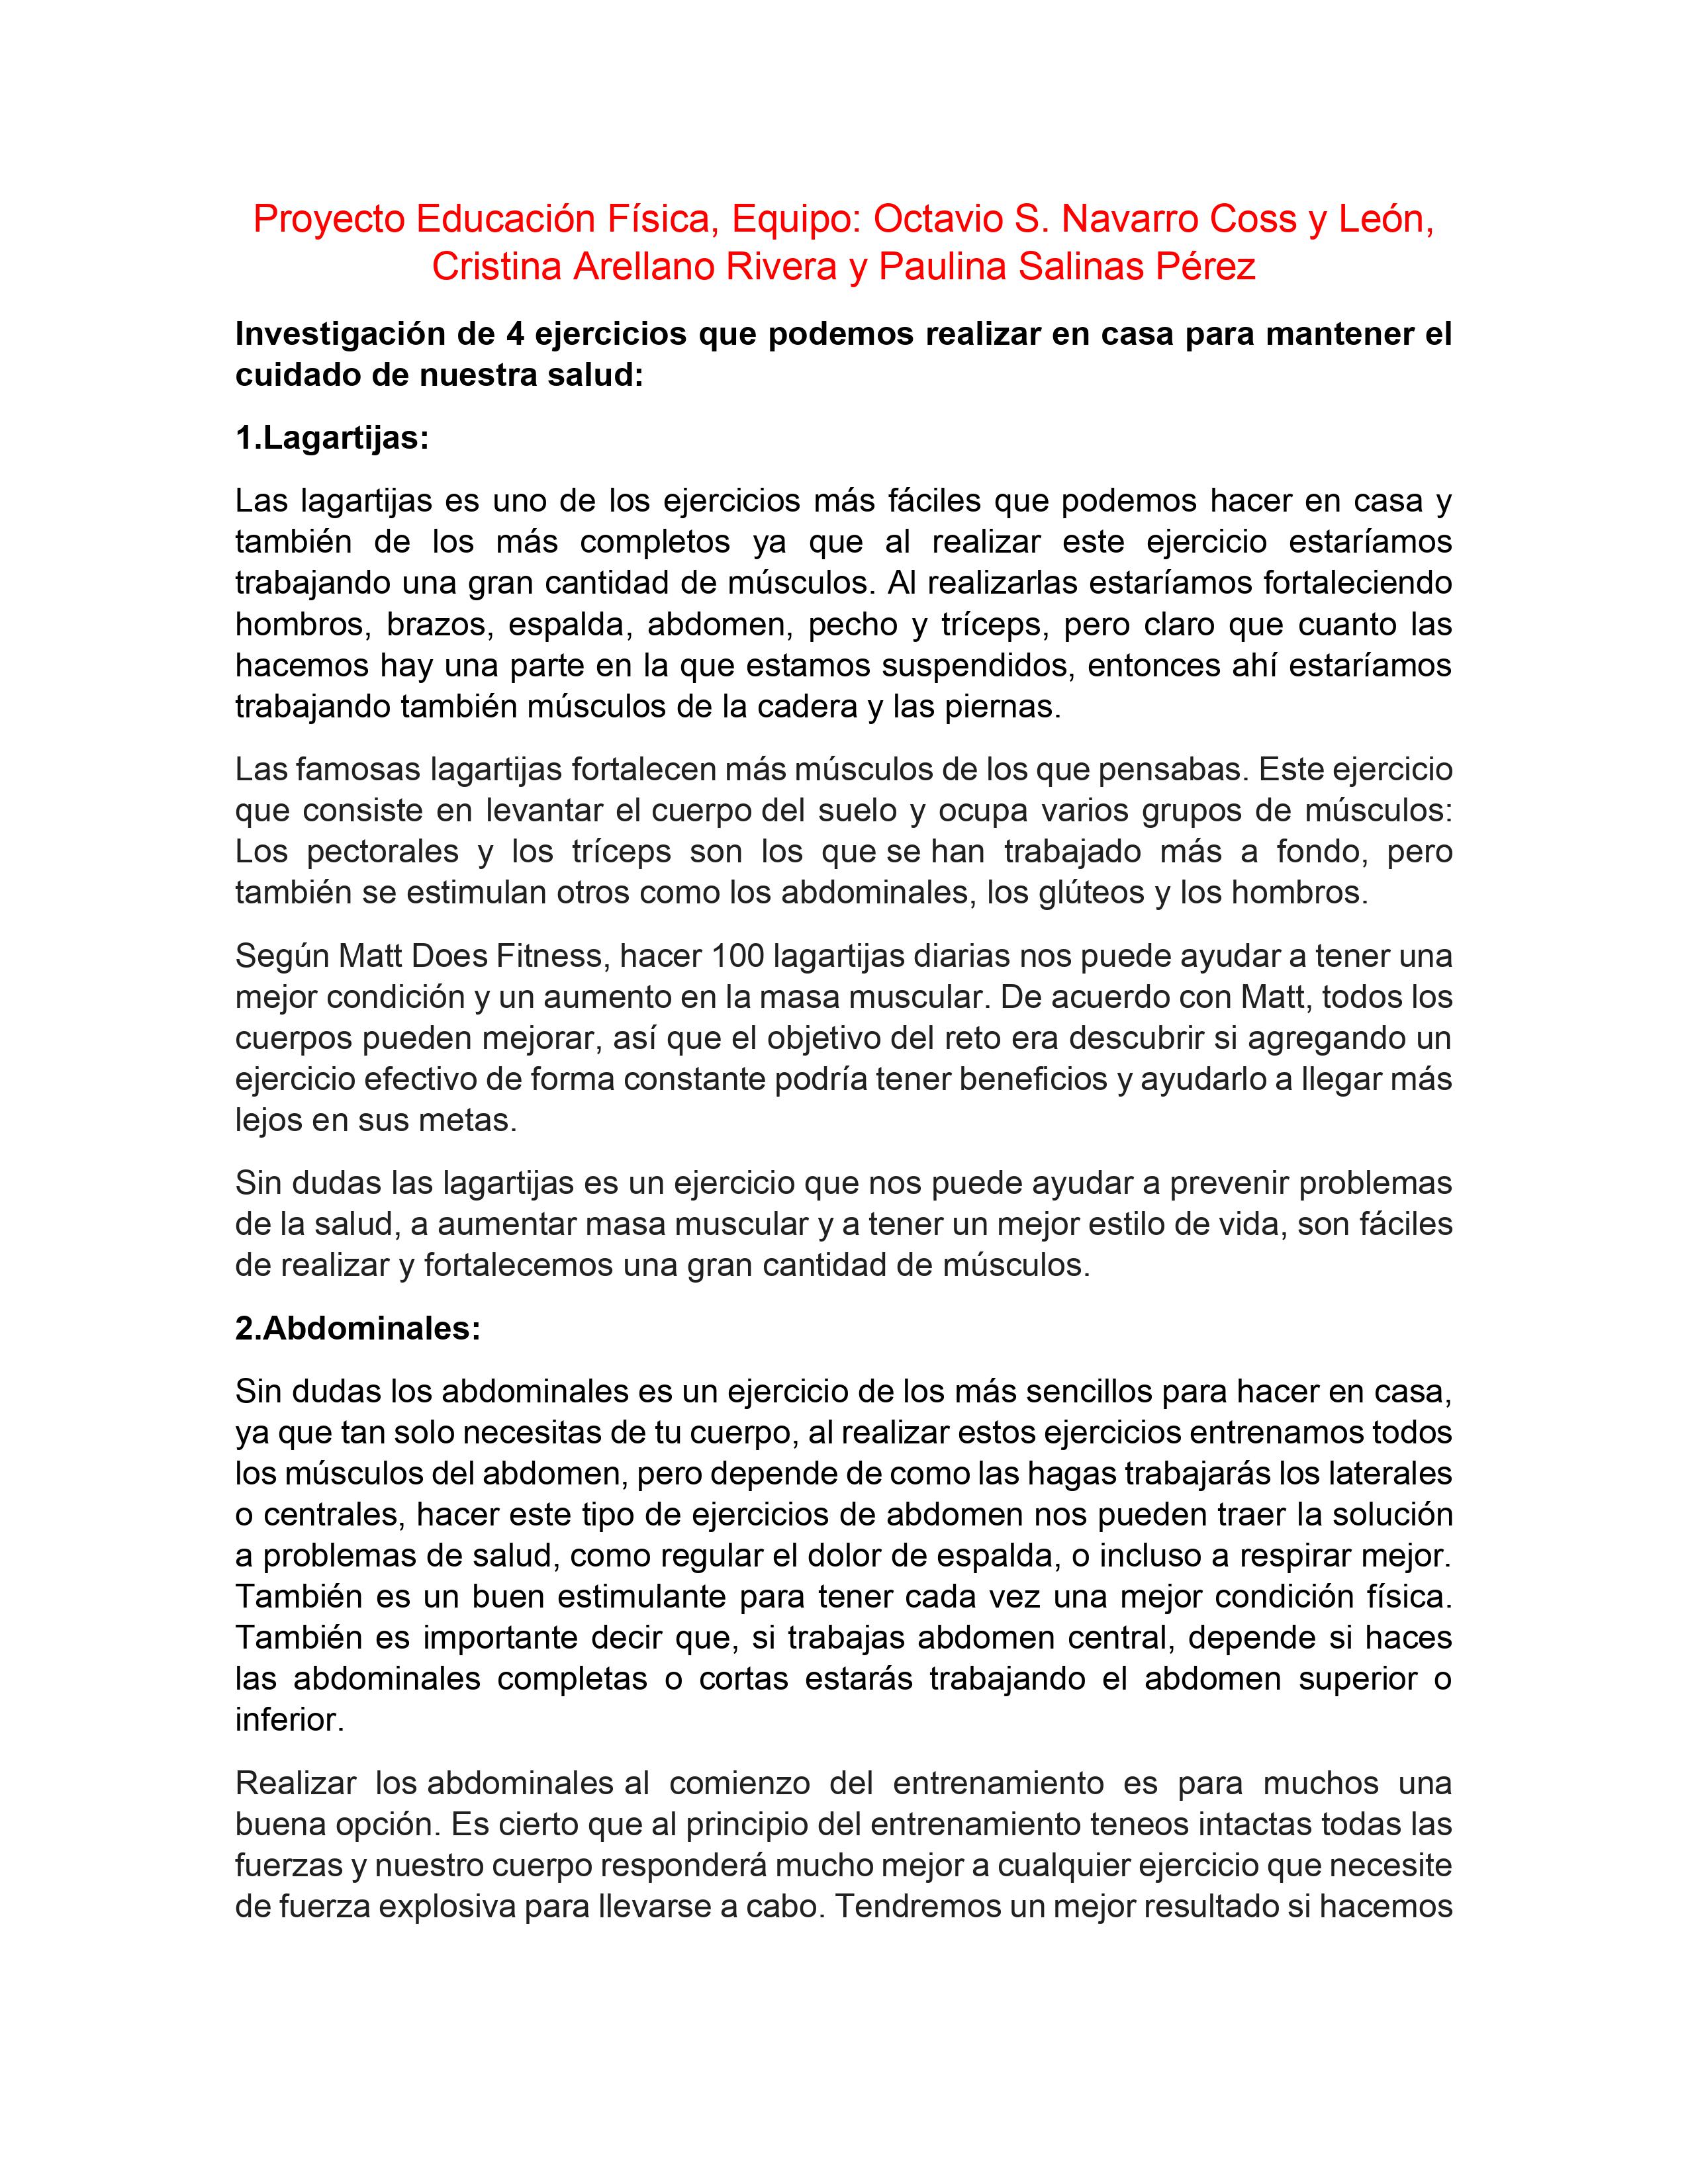 Proyecto Educación Física, Equipo: Octavio S. Navarro Coss y León,
Cristina Arellano Rivera y Paulina Salinas Pérez
Investigación de 4 ejercicios que podemos realizar en casa para mantener el
cuidado de nuestra salud:
1.Lagartijas:
Las lagartijas es uno de los ejercicios más fáciles que podemos hacer en casa y
también de los más completos ya que al realizar este ejercicio estaríamos
trabajando una gran cantidad de músculos. Al realizarlas estaríamos fortaleciendo
hombros, brazos, espalda, abdomen, pecho y tríceps, pero claro que cuanto las
hacemos hay una parte en la que estamos suspendidos, entonces ahí estaríamos
trabajando también músculos de la cadera y las piernas.
Las famosas lagartijas fortalecen más músculos de los que pensabas. Este ejercicio
que consiste en levantar el cuerpo del suelo y ocupa varios grupos de músculos:
Los pectorales y los tríceps son los que se han trabajado más a fondo, pero
también se estimulan otros como los abdominales, los glúteos y los hombros.
Según Matt Does Fitness, hacer 100 lagartijas diarias nos puede ayudar a tener una
mejor condición y un aumento en la masa muscular. De acuerdo con Matt, todos los
cuerpos pueden mejorar, así que el objetivo del reto era descubrir si agregando un
ejercicio efectivo de forma constante podría tener beneficios y ayudarlo a llegar más
lejos en sus metas.
Sin dudas las lagartijas es un ejercicio que nos puede ayudar a prevenir problemas
de la salud, a aumentar masa muscular y a tener un mejor estilo de vida, son fáciles
de realizar y fortalecemos una gran cantidad de músculos.
2.Abdominales:
Sin dudas los abdominales es un ejercicio de los más sencillos para hacer en casa,
ya que tan solo necesitas de tu cuerpo, al realizar estos ejercicios entrenamos todos
los músculos del abdomen, pero depende de como las hagas trabajarás los laterales
o centrales, hacer este tipo de ejercicios de abdomen nos pueden traer la solución
a problemas de salud, como regular el dolor de espalda, o incluso a respirar mejor.
También es un buen estimulante para tener cada vez una mejor condición física.
También es importante decir que, si trabajas abdomen central, depende si haces
las abdominales completas o cortas estarás trabajando el abdomen superior o
inferior.
Realizar los abdominales al comienzo del entrenamiento es para muchos una
buena opción. Es cierto que al principio del entrenamiento teneos intactas todas las
fuerzas y nuestro cuerpo responderá mucho mejor a cualquier ejercicio que necesite
de fuerza explosiva para llevarse a cabo. Tendremos un mejor resultado si hacemos